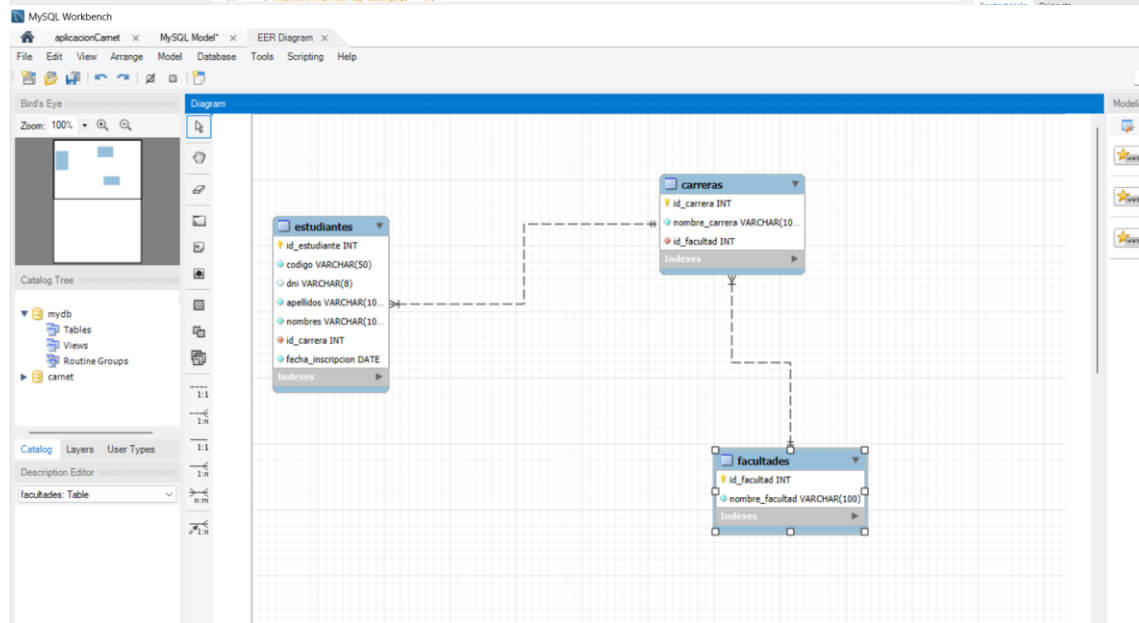 MySQL Workbench
aplicacionCarnet × MySQL Model* × EER Diagram ×
File Edit View Arrange Model Database Tools Scripting Help
Bird's Eye
Zoom: 100%
Diagram
Modeli
carreras
id_carrera INT
nombre_carrera VARCHAR(10...
id_facultad INT
Indexes
estudiantes
id_estudiante INT
codigo VARCHAR(50)
dni VARCHAR(8)
apellidos VARCHAR(10...
nombres VARCHAR(10...
id_carrera INT
fecha_inscripcion DATE
Indexes
Catalog Tree
mydb
Tables
Views
Routine Groups
carnet
1:1
1:n
1:1
1:n
n:m
1:n
Catalog Layers User Types
Description Editor
facultades: Table
facultades
id_facultad INT
nombre_facultad VARCHAR(100)
Indexes